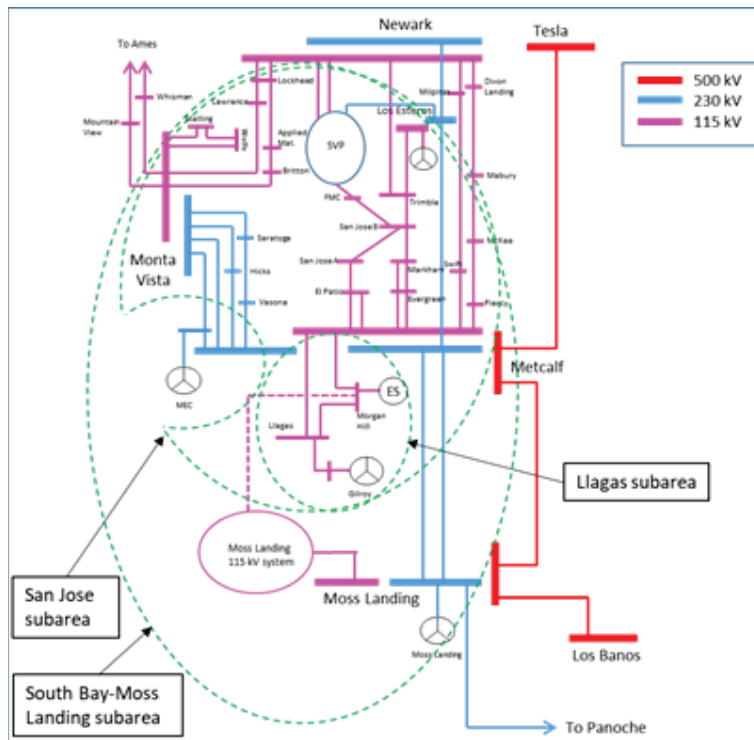 Newark
Tesla
500 kV
230 kV
115 kV
To Ames
Whisman
Mountain
View
Lockhead
Lawrence
Stelling
Wolfe
Applied
Mat.
Britton
SVP
Milpitas
Dixon
Landing
Los Esteros
FMC
Trimble
Mabury
San Jose B
McKee
San Jose A
Markham
Swift
El Patio
Evergreen
Piercy
Monta
Vista
Saratoga
Hicks
Vasona
MEC
Metcalf
ES
Morgan
Hill
Llagas
Gilroy
Llagas subarea
Moss Landing
115 kV system
Moss Landing
San Jose
subarea
Moss Landing
Los Banos
South Bay-Moss
Landing subarea
To Panoche